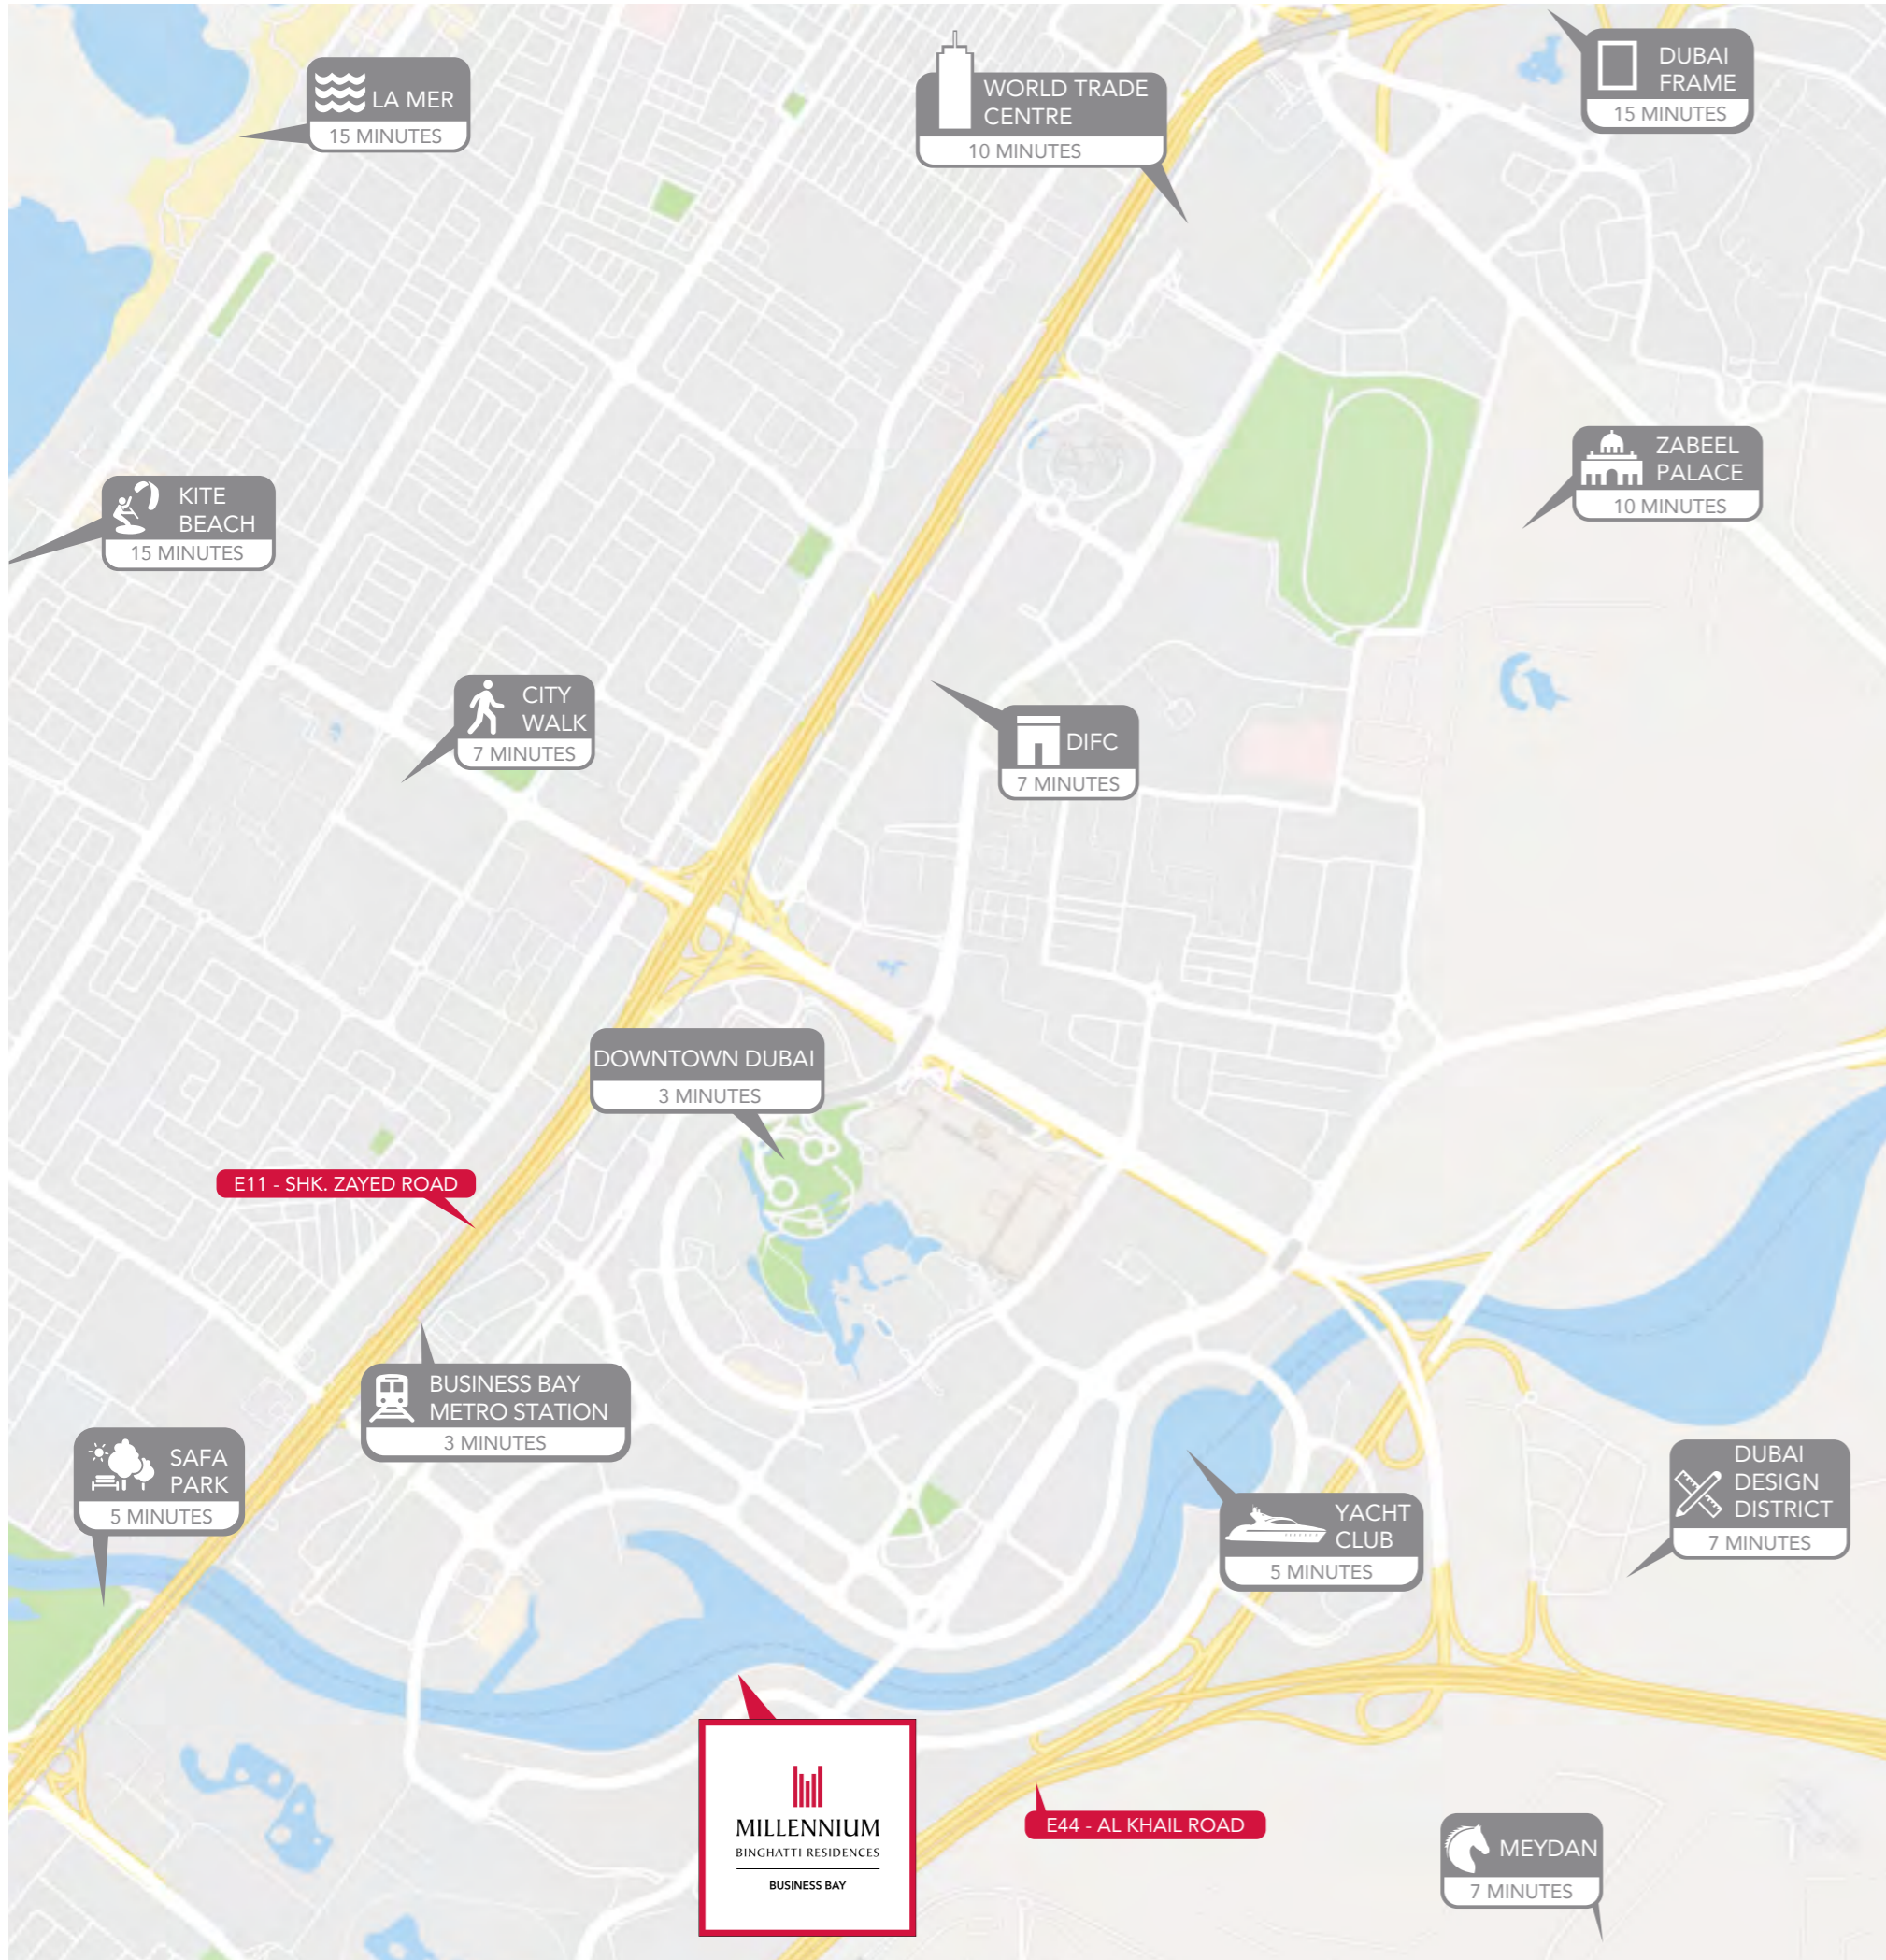 LA MER
15 MINUTES
WORLD TRADE
CENTRE
10 MINUTES
DUBAI
FRAME
15 MINUTES
KITE
BEACH
15 MINUTES
ZABEEL
PALACE
10 MINUTES
CITY
WALK
7 MINUTES
DIFC
7 MINUTES
DOWNTOWN DUBAI
3 MINUTES
E11 - SHK. ZAYED ROAD
BUSINESS BAY
METRO STATION
3 MINUTES
SAFA
PARK
5 MINUTES
YACHT
CLUB
5 MINUTES
DUBAI
DESIGN
DISTRICT
7 MINUTES
MILLENNIUM
BINGHATTI RESIDENCES
BUSINESS BAY
E44 - AL KHAIL ROAD
MEYDAN
7 MINUTES